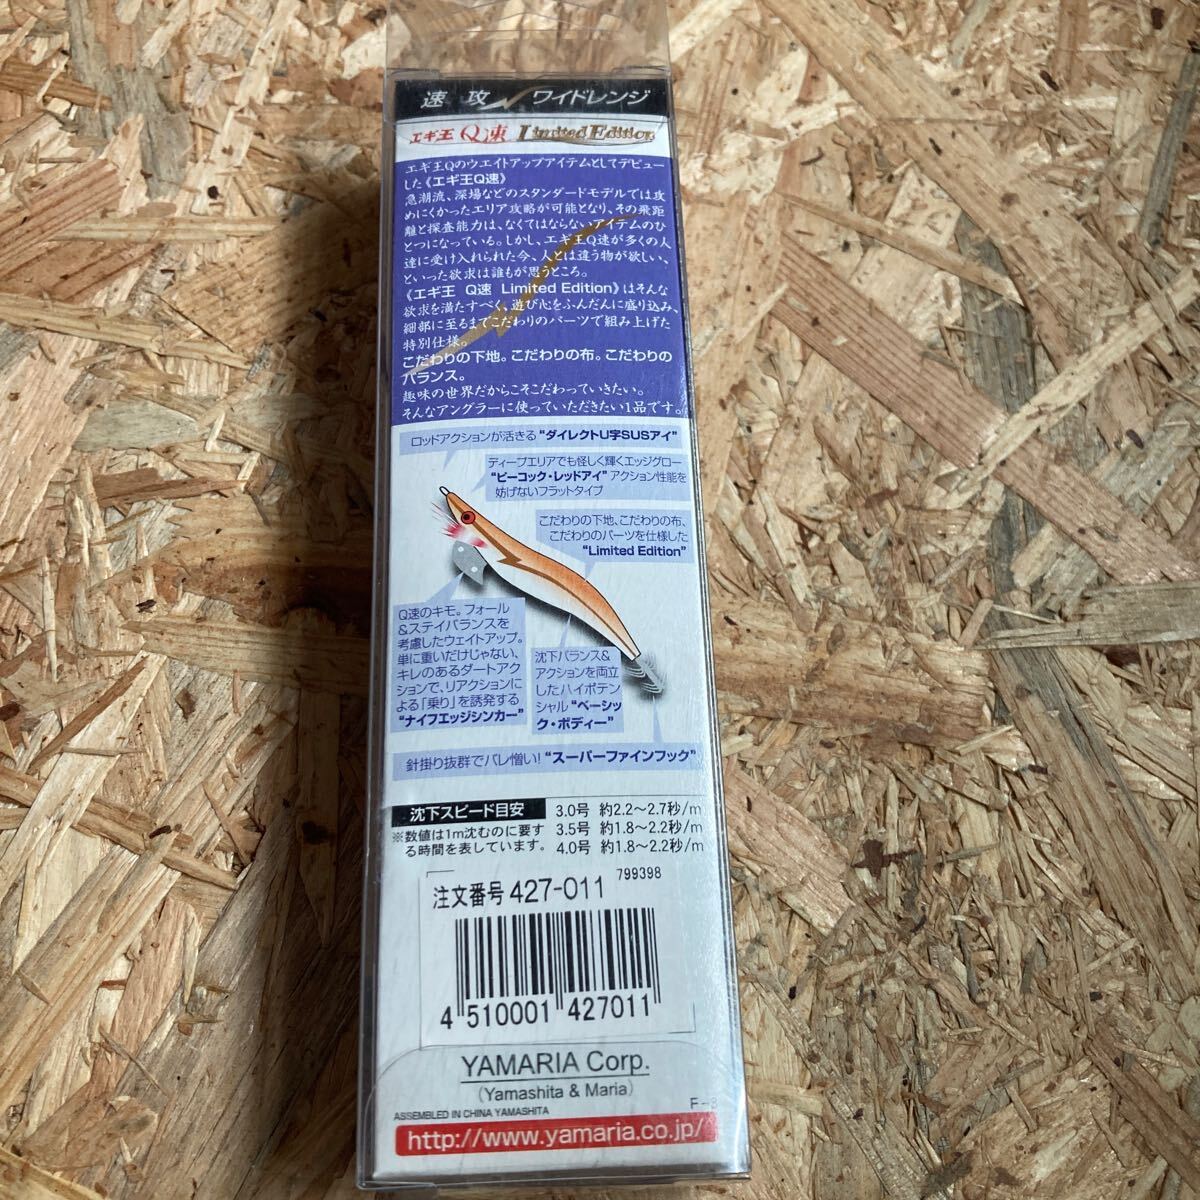 速攻 ワイドレンジ
エギ王 Q速 Limited Edition
エギ王Qのウエイトアップアイテムとしてデビュー
した《エギ王Q速》
急潮流、深場などのスタンダードモデルでは攻
めにくかったエリア攻略が可能となり、その飛距
離と探査能力は、なくてはならないアイテムのひ
とつになっている。しかし、エギ王Q速が多くの人
達に受け入れられた今、人とは違う物が欲しい、
といった欲求は誰もが思うところ。
《エギ王 Q速 Limited Edition》はそんな
欲求を満たすべく、遊び心をふんだんに盛り込み、
細部に至るまでこだわりのパーツで組み上げた
特別仕様。
こだわりの下地。こだわりの布。こだわりの
バランス。
趣味の世界だからこそこだわっていきたい。
そんなアングラーに使っていただきたい1品です。
ロッドアクションが活きる "ダイレクトU字SUSアイ"
ディープエリアでも怪しく輝くエッジグロー
"ピーコック・レッドアイ" アクション性能を
妨げないフラットタイプ
こだわりの下地、こだわりの布、
こだわりのパーツを仕様した
"Limited Edition"
Q速のキモ。フォール
&ステイバランスを
考慮したウェイトアップ。
単に重いだけじゃない、
キレのあるダートアク
ションで、リアクションに
よる「乗り」を誘発する
"ナイフエッジシンカー"
沈下バランス&
アクションを両立
したハイポテン
シャル "ベーシッ
ク・ボディー"
針掛り抜群でバレ憎い! "スーパーファインフック"
沈下スピード目安
※数値は1m沈むのに要す
る時間を表しています。
3.0号 約2.2〜2.7秒/m
3.5号 約1.8〜2.2秒/m
4.0号 約1.8〜2.2秒/m
799398
注文番号 427-011
4 510001 427011
YAMARIA Corp.
(Yamashita & Maria)
ASSEMBLED IN CHINA YAMASHITA
F-3
http://www.yamaria.co.jp/